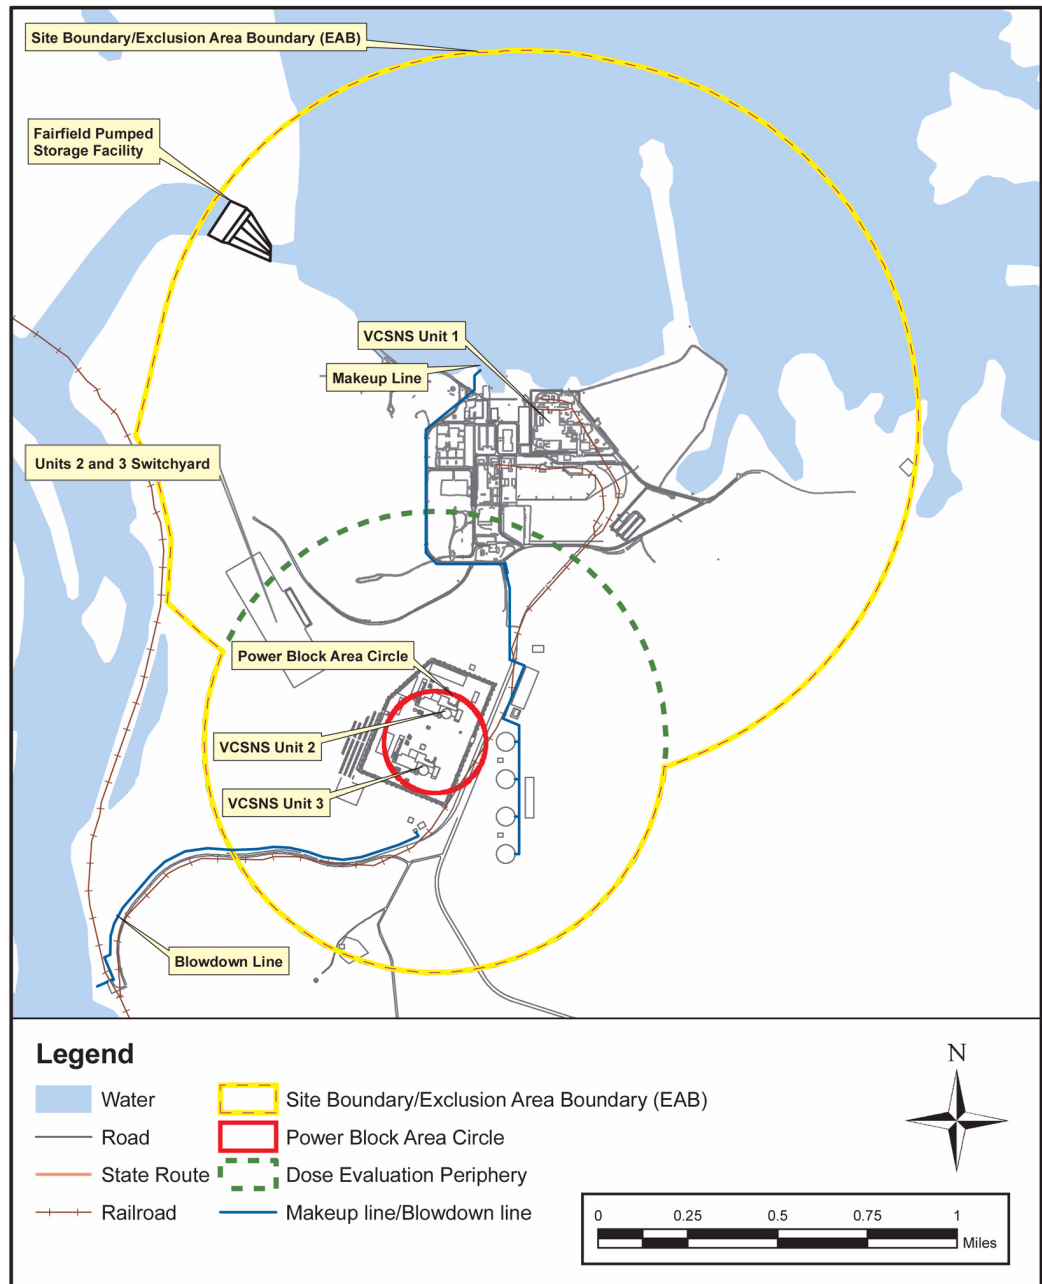 Site Boundary/Exclusion Area Boundary (EAB)
Fairfield Pumped
Storage Facility
VCSNS Unit 1
Makeup Line
Units 2 and 3 Switchyard
Power Block Area Circle
VCSNS Unit 2
VCSNS Unit 3
Blowdown Line
Legend
Water
Road
State Route
Railroad
Site Boundary/Exclusion Area Boundary (EAB)
Power Block Area Circle
Dose Evaluation Periphery
Makeup line/Blowdown line
N
0 0.25 0.5 0.75 1
Miles